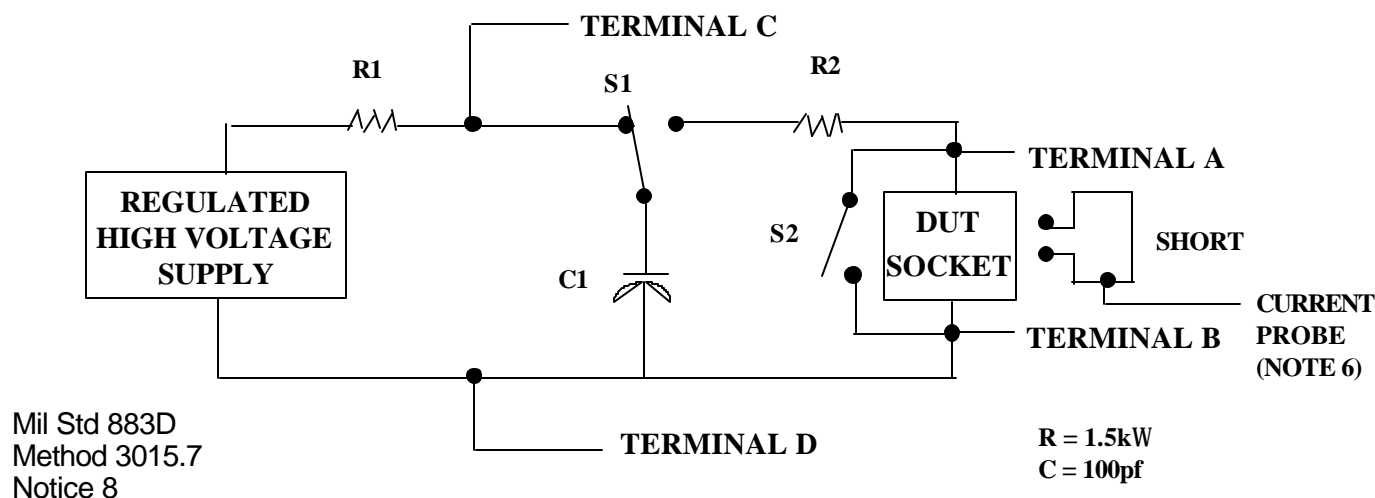 TERMINAL C
R1
S1
R2
TERMINAL A
REGULATED
HIGH VOLTAGE
SUPPLY
C1
S2
DUT
SOCKET
SHORT
TERMINAL B
CURRENT
PROBE
(NOTE 6)
TERMINAL D
Mil Std 883D
Method 3015.7
Notice 8
R = 1.5kW
C = 100pf